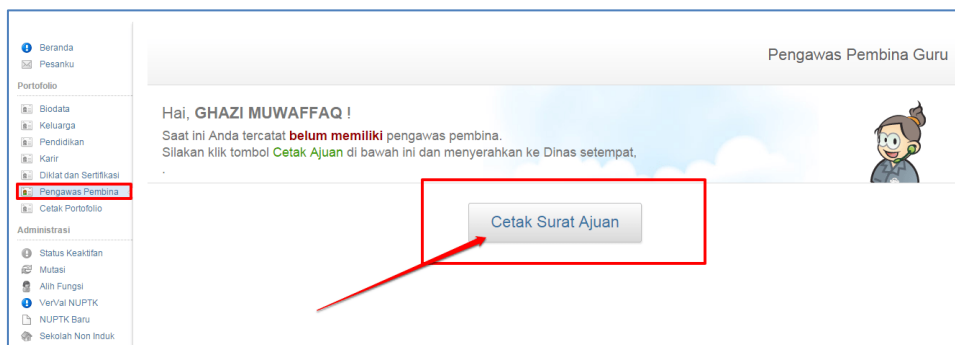 Beranda
Pesanku
Portofolio
Biodata
Keluarga
Pendidikan
Karir
Diklat dan Sertifikasi
Pengawas Pembina
Cetak Portofolio
Administrasi
Status Keaktifan
Mutasi
Alih Fungsi
VerVal NUPTK
NUPTK Baru
Sekolah Non Induk
Pengawas Pembina Guru
Hai, GHAZI MUWAFFAQ !
Saat ini Anda tercatat belum memiliki pengawas pembina.
Silakan klik tombol Cetak Ajuan di bawah ini dan menyerahkan ke Dinas setempat,
.
Cetak Surat Ajuan